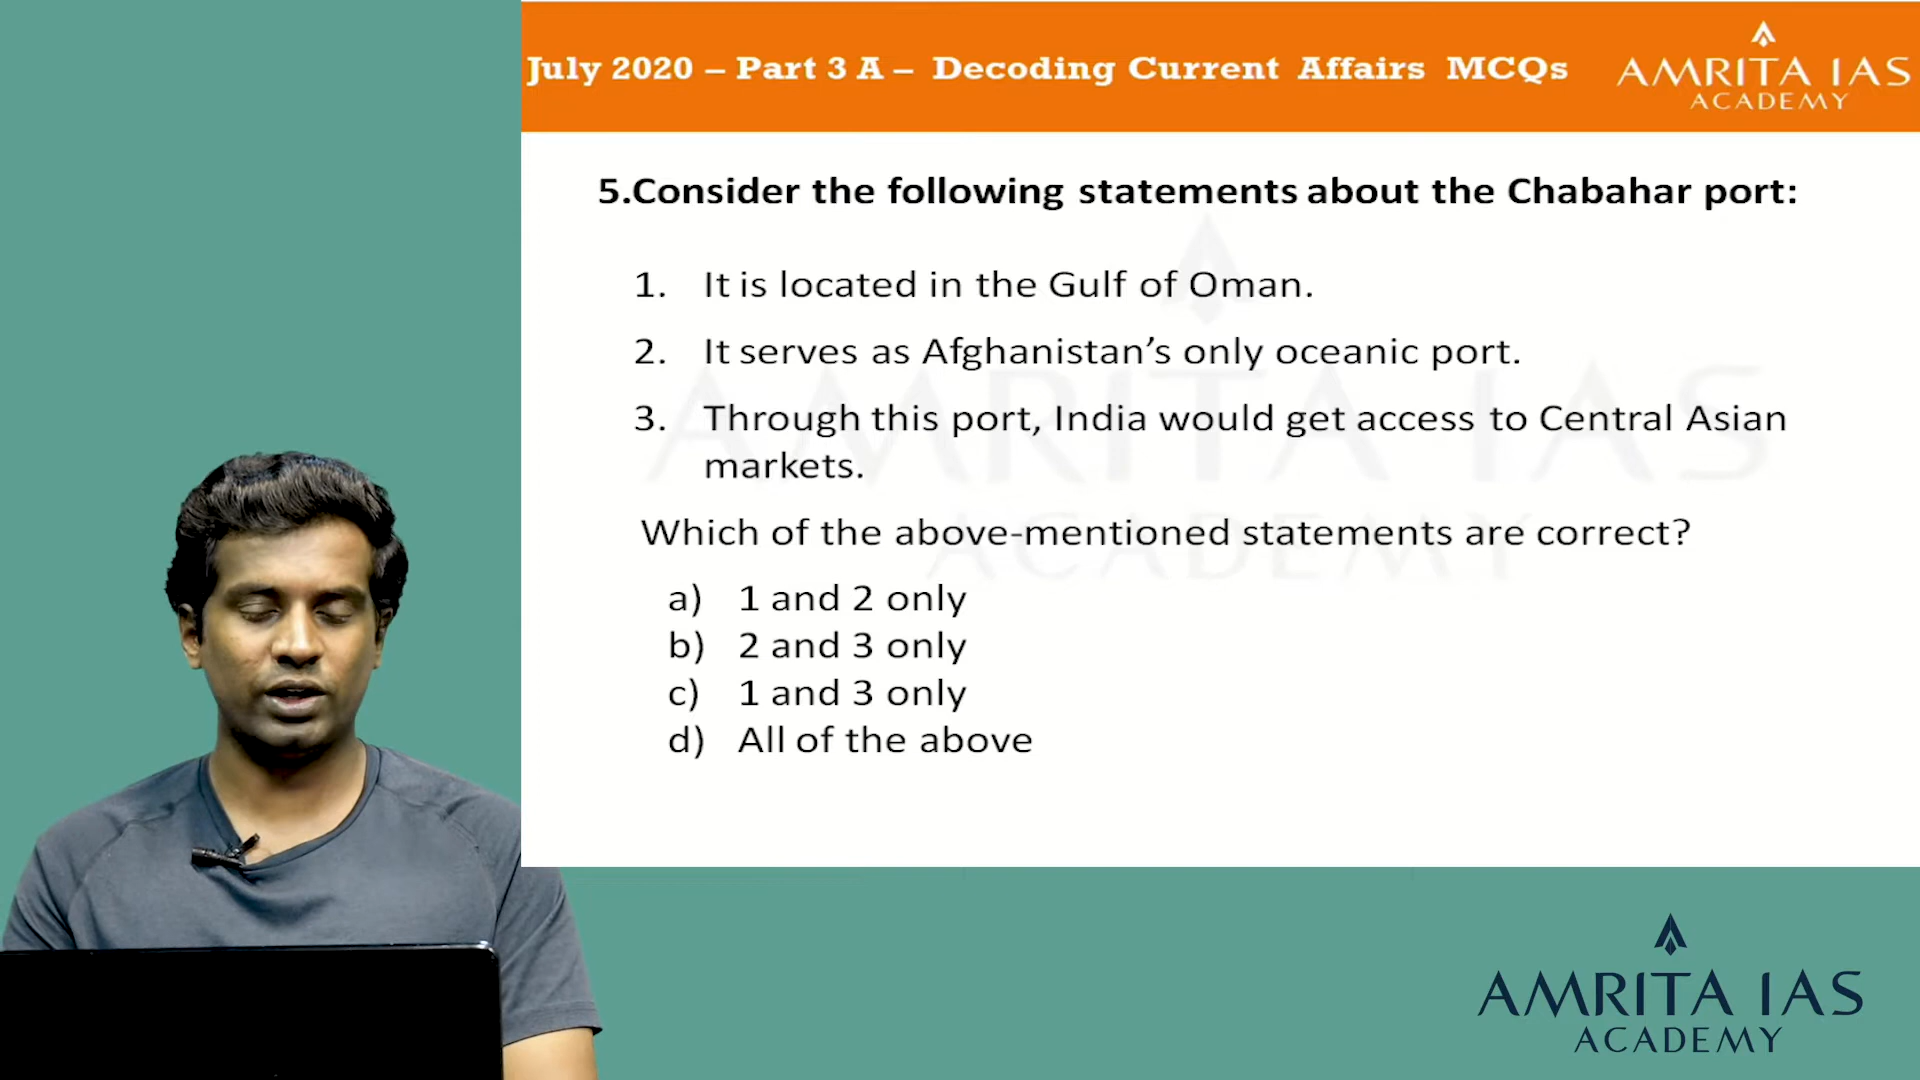 July 2020 – Part 3 A – Decoding Current Affairs MCQs
AMRITA IAS
ACADEMY
5.Consider the following statements about the Chabahar port:
1. It is located in the Gulf of Oman.
2. It serves as Afghanistan’s only oceanic port.
3. Through this port, India would get access to Central Asian
markets.
Which of the above-mentioned statements are correct?
a) 1 and 2 only
b) 2 and 3 only
c) 1 and 3 only
d) All of the above
AMRITA IAS
ACADEMY
AMRITA IAS
ACADEMY